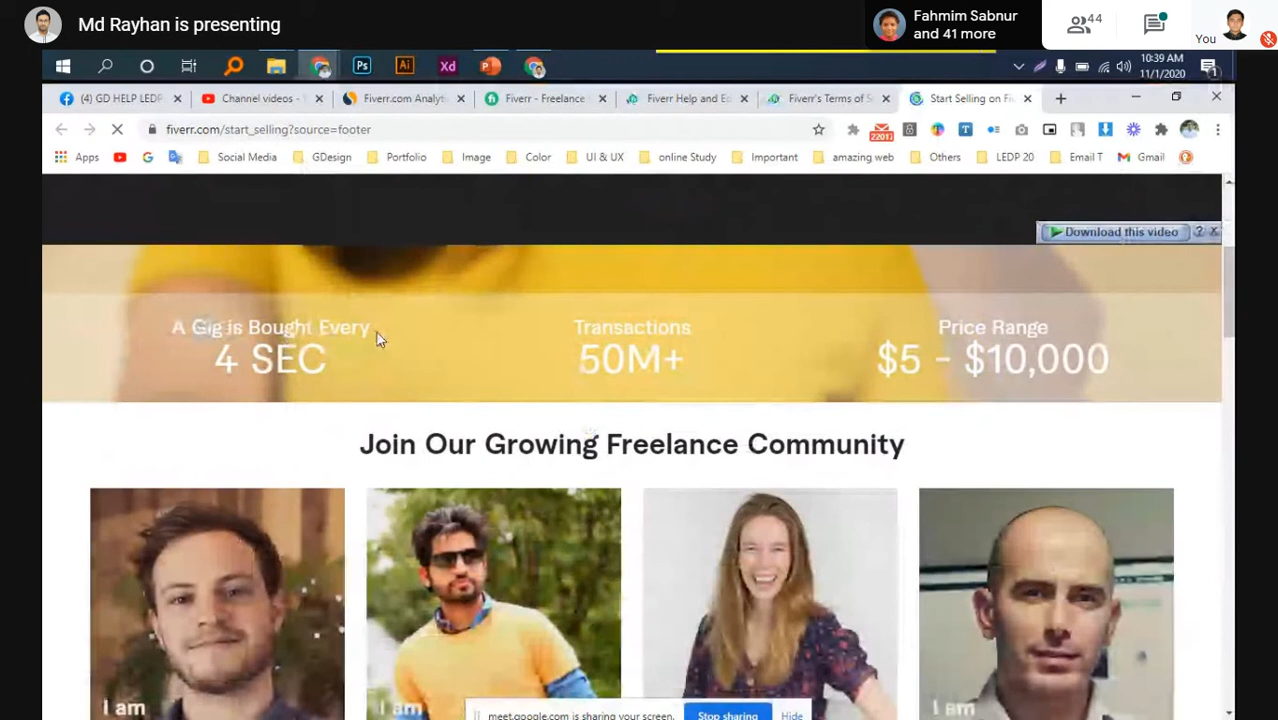 Md Rayhan is presenting
Fahmim Sabnur
and 41 more
44
You
Ps
Ai
Xd
10:39 AM
11/1/2020
1
(4) GD HELP LEDP
Channel videos -
Fiverr.com Analyt
Fiverr - Freelance
Fiverr Help and Ed
Fiverr's Terms of S
Start Selling on Fi
fiverr.com/start_selling?source=footer
22017
Apps
Social Media
GDesign
Portfolio
Image
Color
UI & UX
online Study
Important
amazing web
Others
LEDP 20
Email T
Gmail
Download this video
?
A Gig is Bought Every
4 SEC
Transactions
50M+
Price Range
$5 - $10,000
Join Our Growing Freelance Community
I am
I am
I am
meet.google.com is sharing your screen.
Stop sharing
Hide